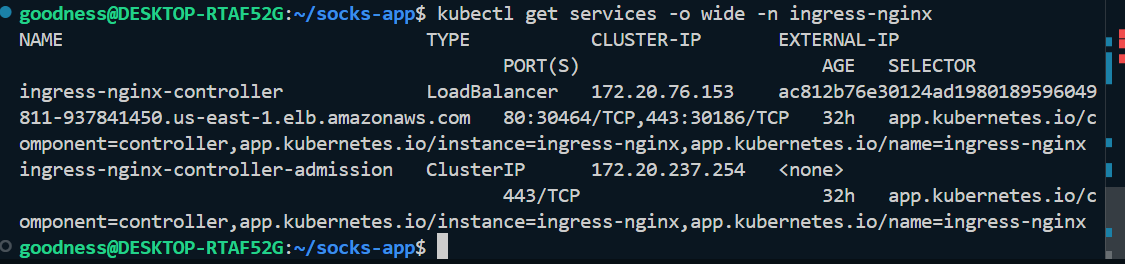 goodness@DESKTOP-RTAF52G:~/socks-app$ kubectl get services -o wide -n ingress-nginx
NAME TYPE CLUSTER-IP EXTERNAL-IP
PORT(S) AGE SELECTOR
ingress-nginx-controller LoadBalancer 172.20.76.153 ac812b76e30124ad1980189596049
811-937841450.us-east-1.elb.amazonaws.com 80:30464/TCP,443:30186/TCP 32h app.kubernetes.io/c
omponent=controller,app.kubernetes.io/instance=ingress-nginx,app.kubernetes.io/name=ingress-nginx
ingress-nginx-controller-admission ClusterIP 172.20.237.254 <none>
443/TCP 32h app.kubernetes.io/c
omponent=controller,app.kubernetes.io/instance=ingress-nginx,app.kubernetes.io/name=ingress-nginx
goodness@DESKTOP-RTAF52G:~/socks-app$